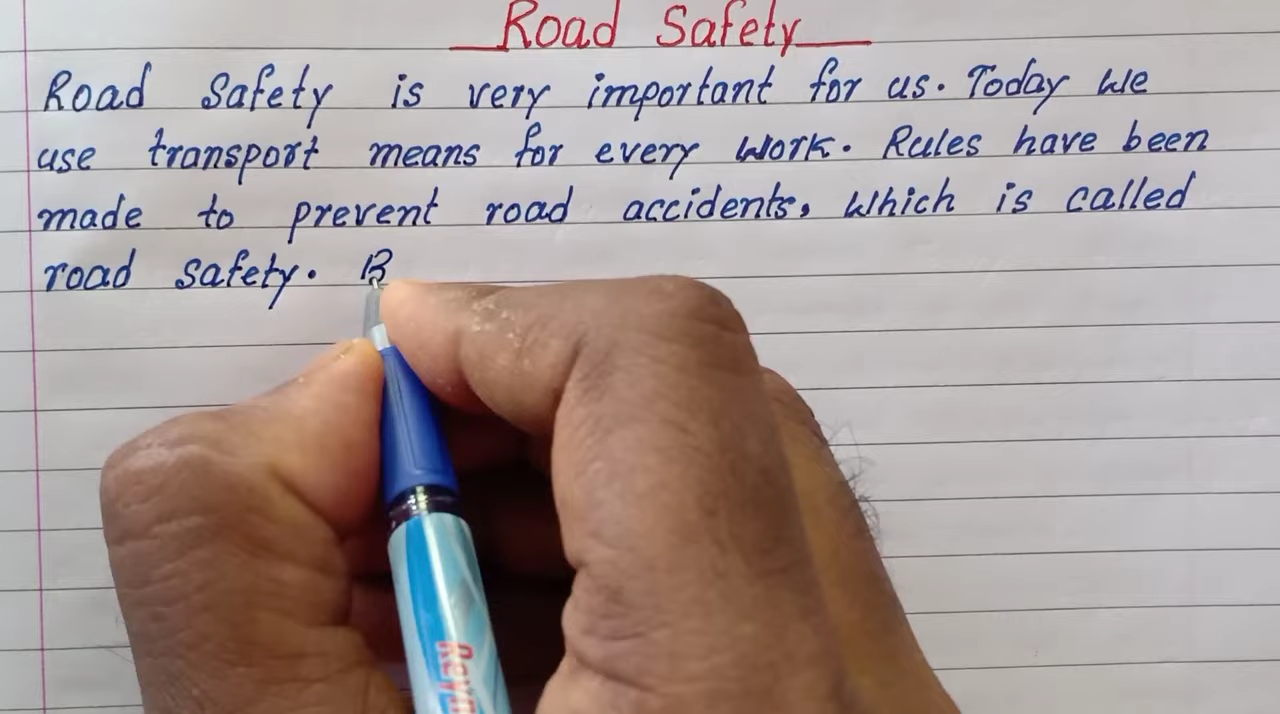 Road Safety
Road Safety is very important for us. Today we
use transport means for every work. Rules have been
made to prevent road accidents, which is called
road safety. B